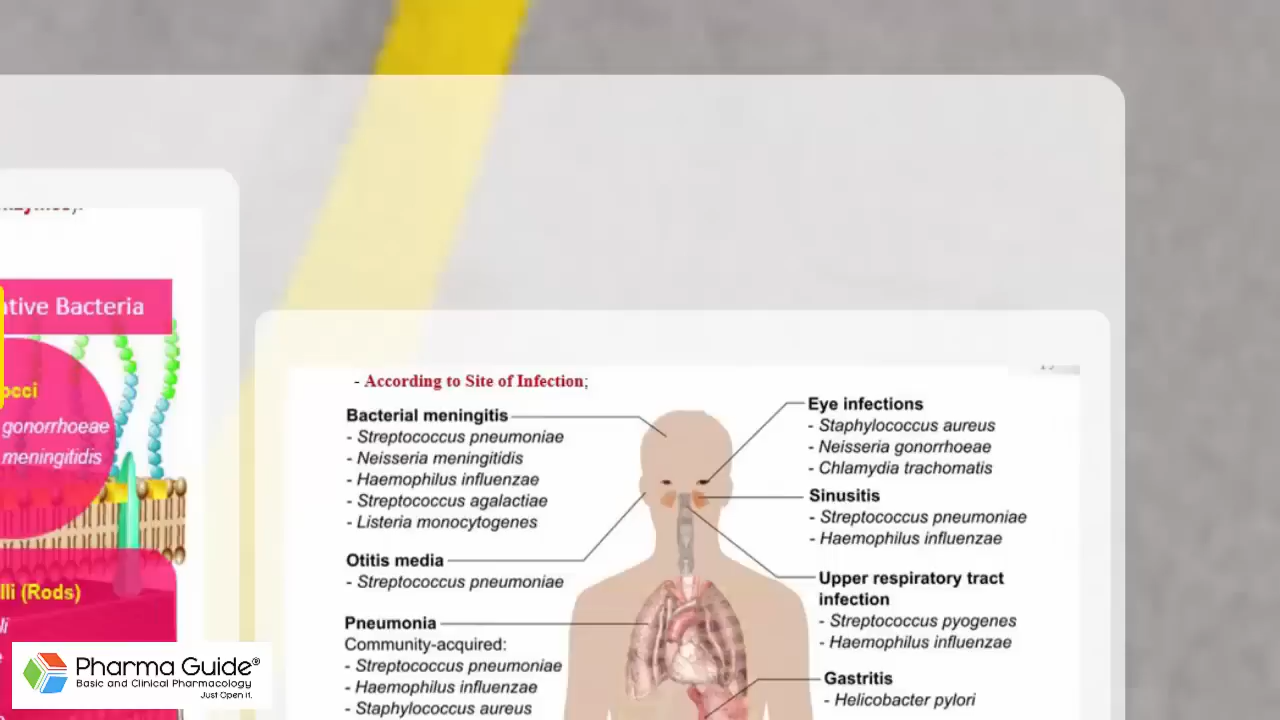 ative Bacteria
occi
gonorrhoeae
meningitidis
lli (Rods)
- According to Site of Infection;
Bacterial meningitis
- Streptococcus pneumoniae
- Neisseria meningitidis
- Haemophilus influenzae
- Streptococcus agalactiae
- Listeria monocytogenes
Otitis media
- Streptococcus pneumoniae
Pneumonia
Community-acquired:
- Streptococcus pneumoniae
- Haemophilus influenzae
- Staphylococcus aureus
Eye infections
- Staphylococcus aureus
- Neisseria gonorrhoeae
- Chlamydia trachomatis
Sinusitis
- Streptococcus pneumoniae
- Haemophilus influenzae
Upper respiratory tract
infection
- Streptococcus pyogenes
- Haemophilus influenzae
Gastritis
- Helicobacter pylori
Pharma Guide®
Basic and Clinical Pharmacology
Just Open it.